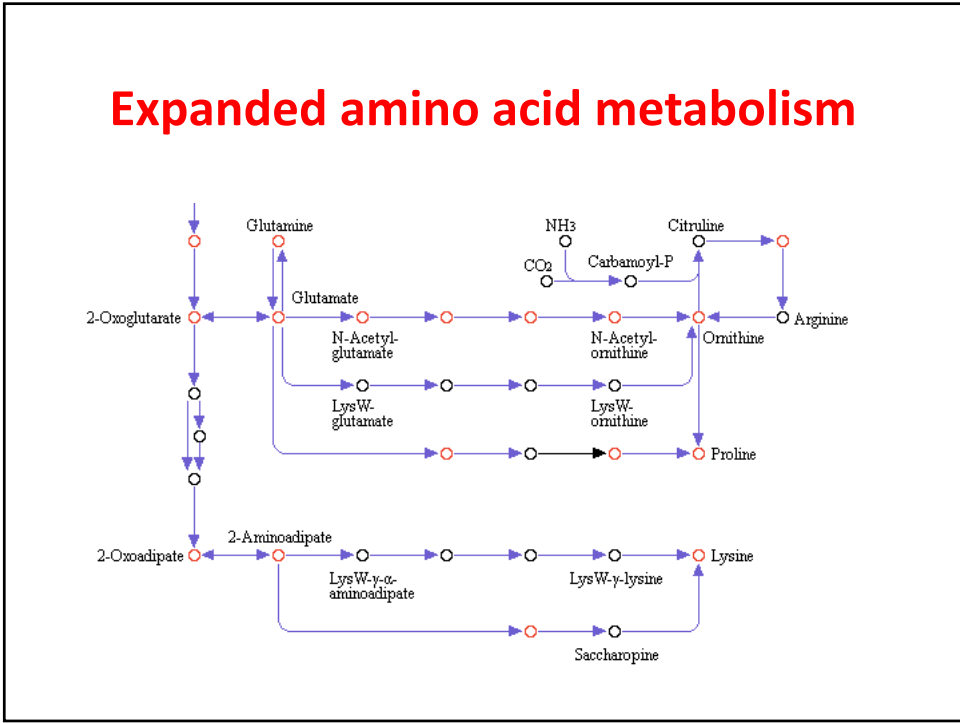 Expanded amino acid metabolism
Glutamine
NH3
Citruline
CO2
Carbamoyl-P
Glutamate
2-Oxoglutarate
N-Acetyl-
glutamate
N-Acetyl-
ornithine
Ornithine
Arginine
LysW-
glutamate
LysW-
ornithine
Proline
2-Aminoadipate
2-Oxoadipate
LysW-γ-α-
aminoadipate
LysW-γ-lysine
Lysine
Saccharopine